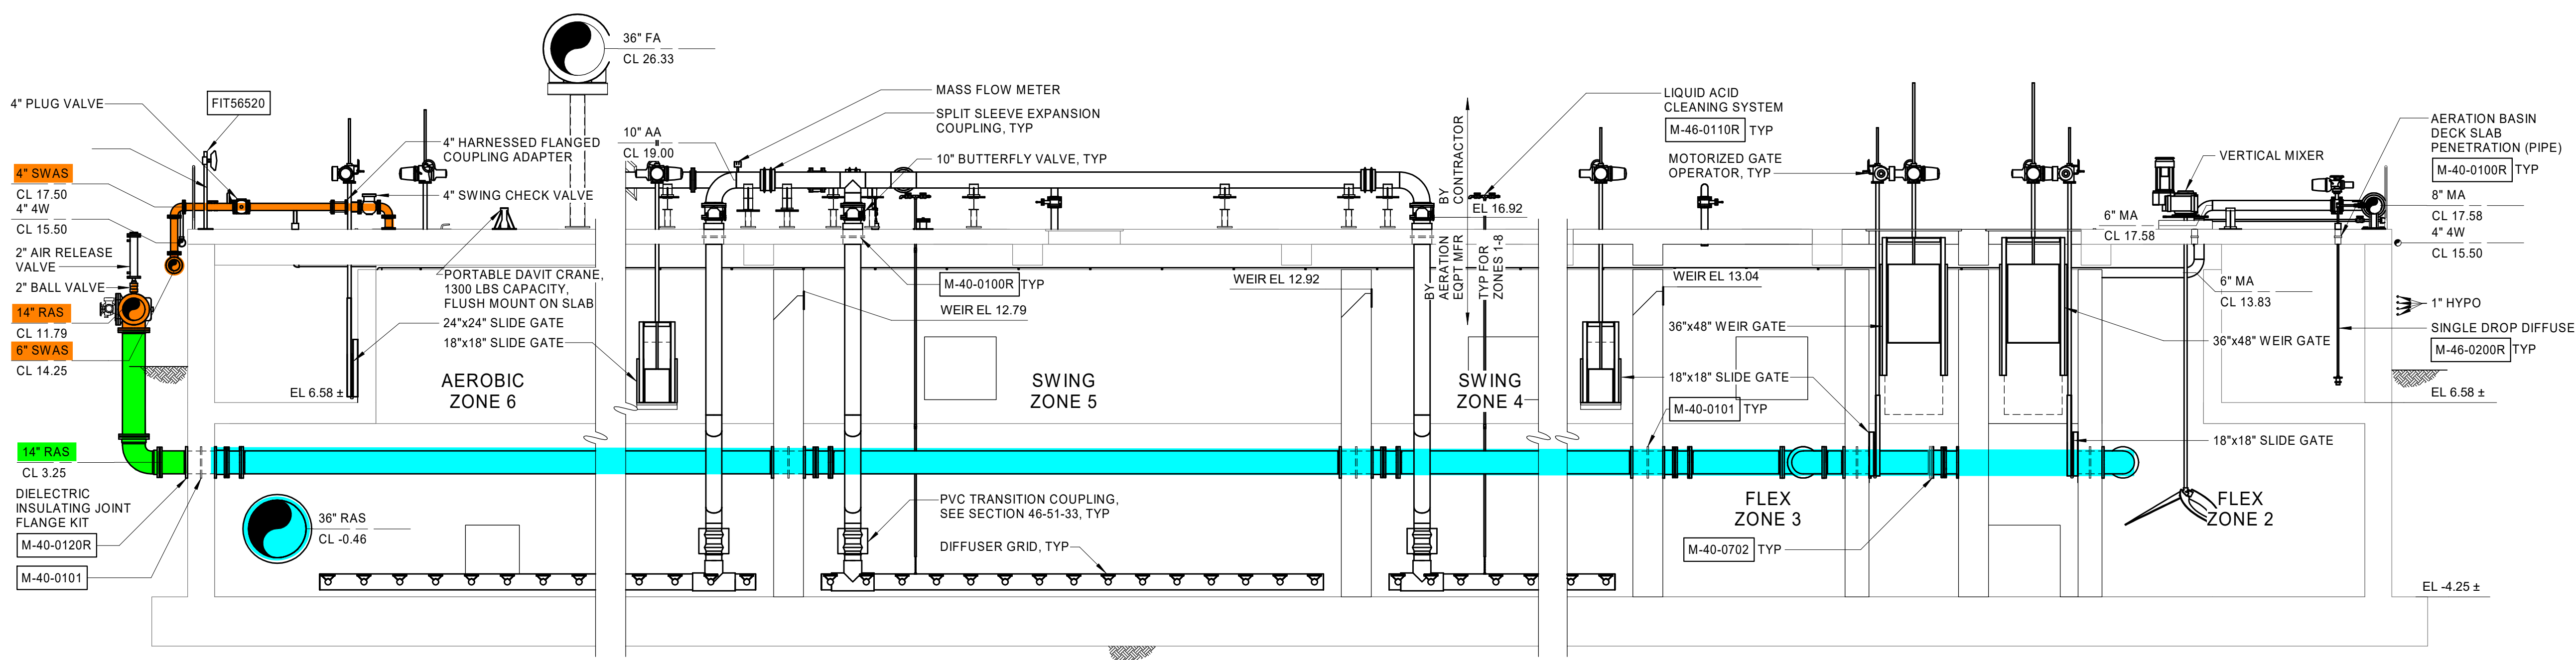 36" FA
CL 26.33
4" PLUG VALVE
FIT56520
4" HARNESSED FLANGED
COUPLING ADAPTER
4" SWAS
CL 17.50
4" 4W
CL 15.50
4" SWING CHECK VALVE
2" AIR RELEASE
VALVE
2" BALL VALVE
14" RAS
CL 11.79
6" SWAS
CL 14.25
PORTABLE DAVIT CRANE,
1300 LBS CAPACITY,
FLUSH MOUNT ON SLAB
24"x24" SLIDE GATE
18"x18" SLIDE GATE
EL 6.58 ±
AEROBIC
ZONE 6
14" RAS
CL 3.25
DIELECTRIC
INSULATING JOINT
FLANGE KIT
M-40-0120R
M-40-0101
36" RAS
CL -0.46
10" AA
CL 19.00
MASS FLOW METER
SPLIT SLEEVE EXPANSION
COUPLING, TYP
10" BUTTERFLY VALVE, TYP
M-40-0100R TYP
WEIR EL 12.79
SWING
ZONE 5
PVC TRANSITION COUPLING,
SEE SECTION 46-51-33, TYP
DIFFUSER GRID, TYP
WEIR EL 12.92
BY
CONTRACTOR
EL 16.92
BY
AERATION
EQPT MFR
TYP FOR
ZONES 1-8
SWING
ZONE 4
LIQUID ACID
CLEANING SYSTEM
M-46-0110R TYP
MOTORIZED GATE
OPERATOR, TYP
WEIR EL 13.04
36"x48" WEIR GATE
18"x18" SLIDE GATE
M-40-0101 TYP
FLEX
ZONE 3
M-40-0702 TYP
VERTICAL MIXER
6" MA
CL 17.58
6" MA
CL 13.83
36"x48" WEIR GATE
18"x18" SLIDE GATE
FLEX
ZONE 2
AERATION BASIN
DECK SLAB
PENETRATION (PIPE)
M-40-0100R TYP
8" MA
CL 17.58
4" 4W
CL 15.50
1" HYPO
SINGLE DROP DIFFUSE
M-46-0200R TYP
EL 6.58 ±
EL -4.25 ±